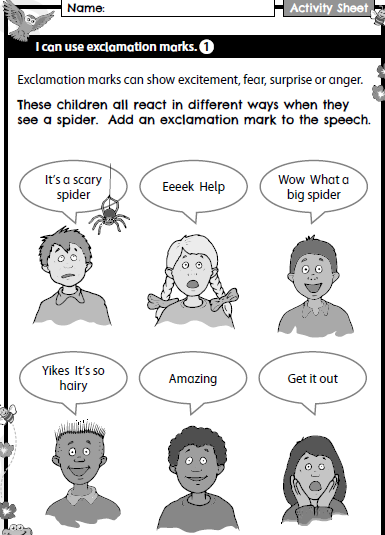 Name:
Activity Sheet
I can use exclamation marks. 1
Exclamation marks can show excitement, fear, surprise or anger.
These children all react in different ways when they
see a spider. Add an exclamation mark to the speech.
It's a scary
spider
Eeeek Help
Wow What a
big spider
Yikes It's so
hairy
Amazing
Get it out